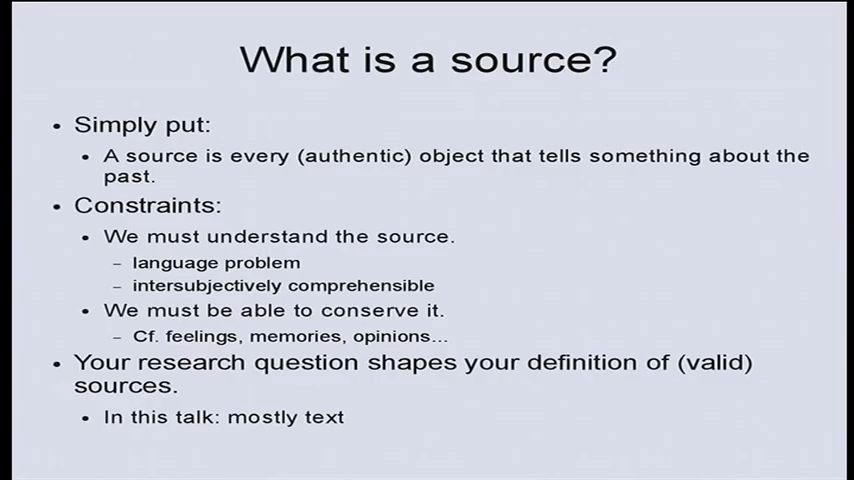 What is a source?
• Simply put:
• A source is every (authentic) object that tells something about the
past.
• Constraints:
• We must understand the source.
– language problem
– intersubjectively comprehensible
• We must be able to conserve it.
– Cf. feelings, memories, opinions...
• Your research question shapes your definition of (valid)
sources.
• In this talk: mostly text